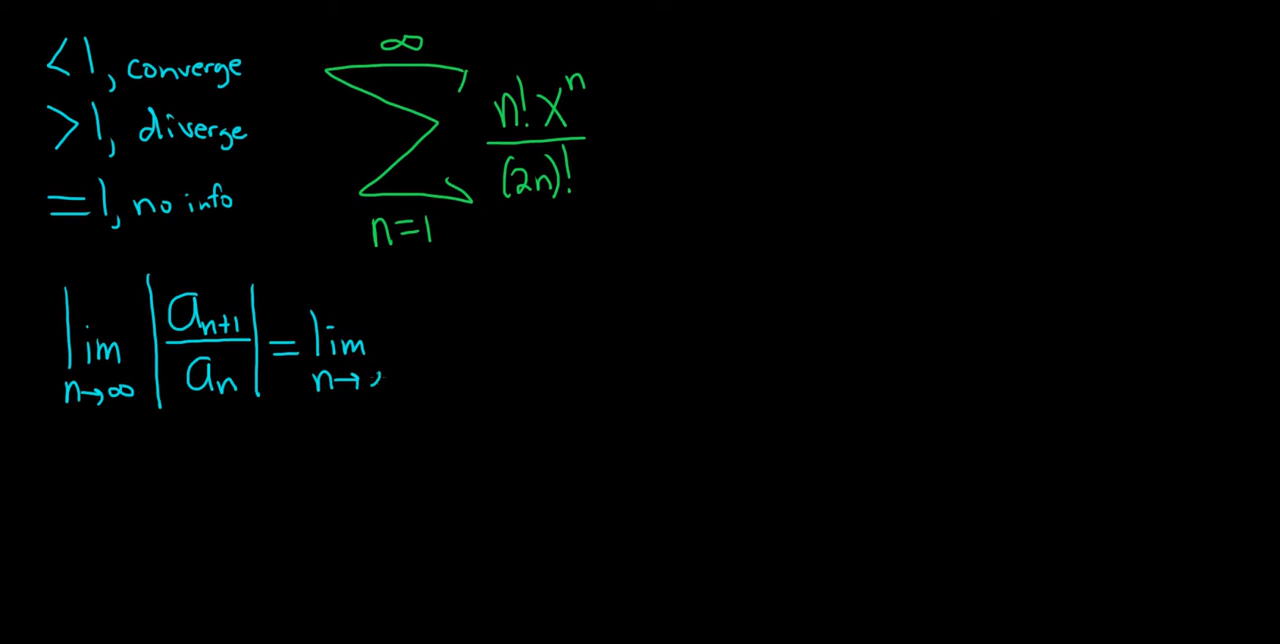 <1, converge
>1, diverge
=1, no info
∞
∑ n! xⁿ / (2n)!
n=1
lim n→∞ |aₙ₊₁ / aₙ| = lim n→